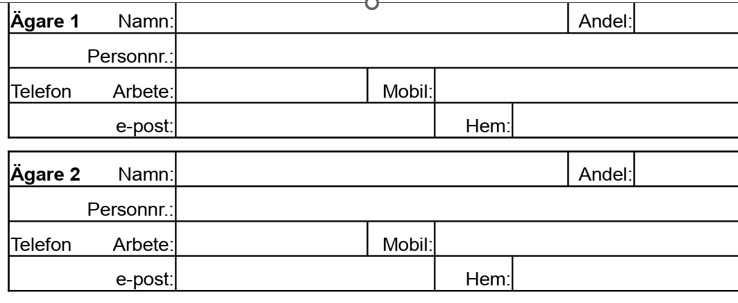 Ägare 1 Namn: Andel:
Personnr.:
Telefon Arbete: Mobil:
e-post: Hem:
Ägare 2 Namn: Andel:
Personnr.:
Telefon Arbete: Mobil:
e-post: Hem: